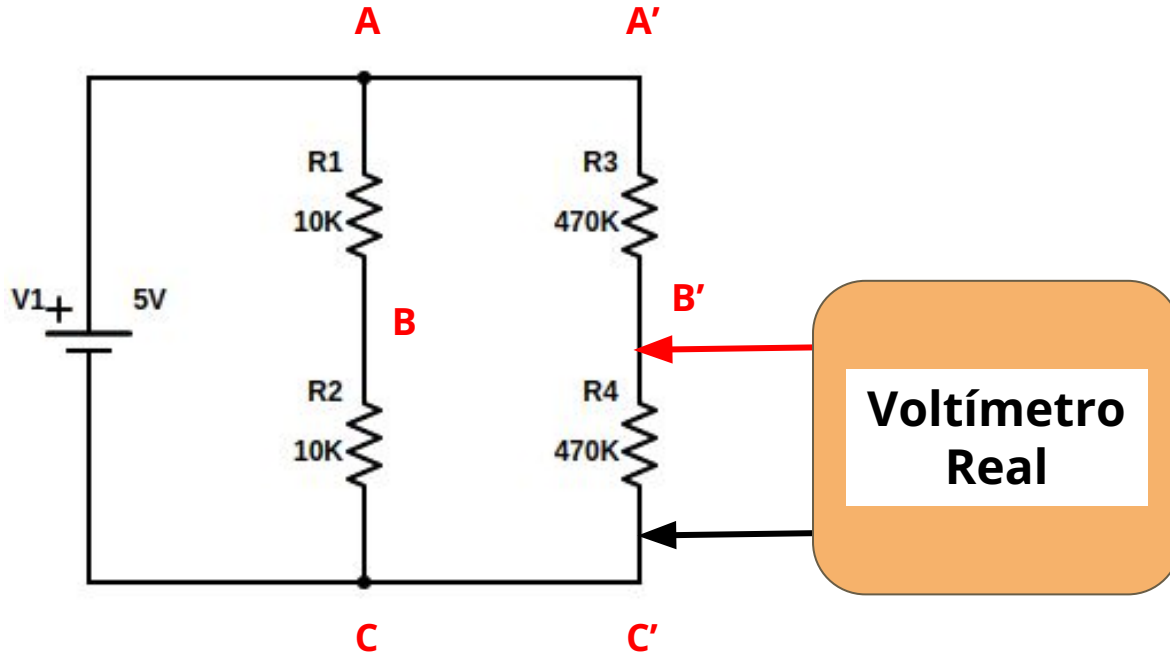 A
A’
R1
10K
R3
470K
V1
+
5V
B
B’
R2
10K
R4
470K
Voltímetro
Real
C
C’